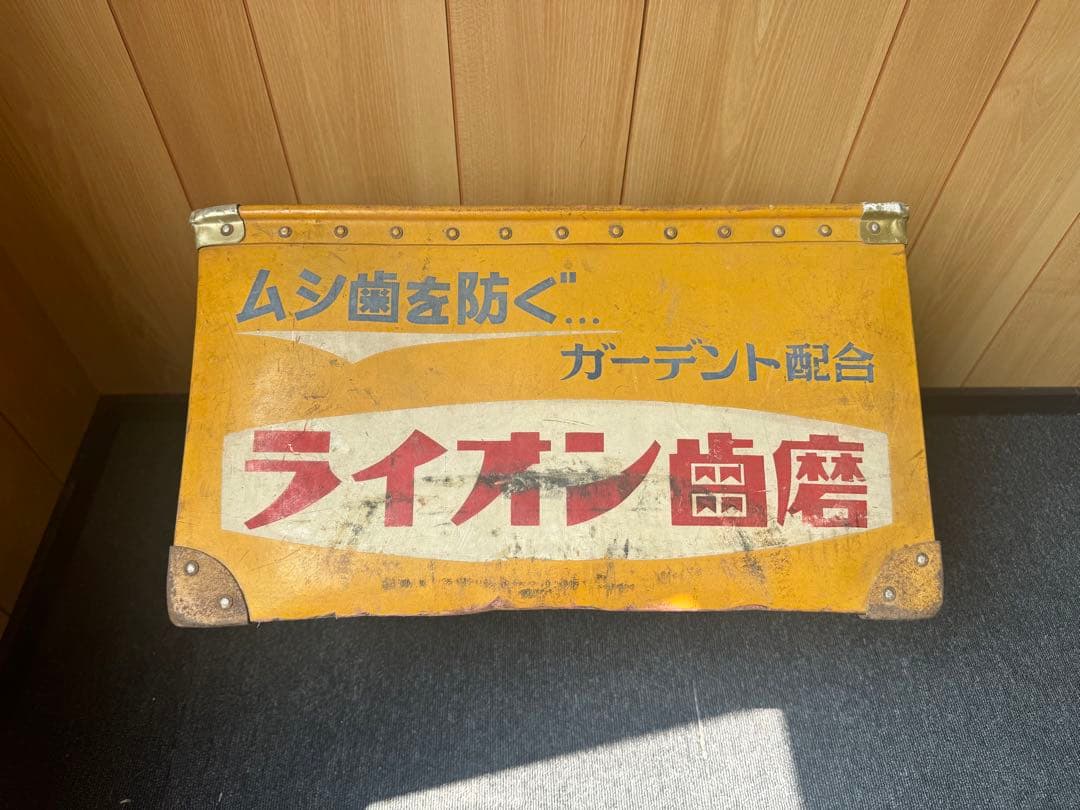 ムシ歯を防ぐ…
ガーデント配合
ライオン歯磨